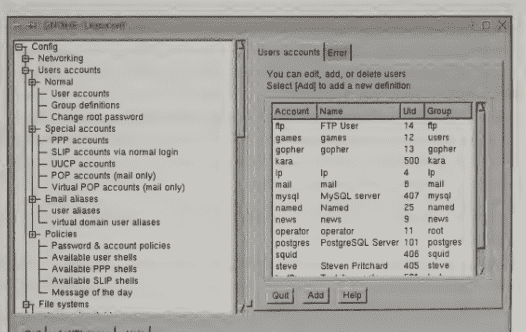 GNOME Linuxconf
Config
Networking
Users accounts
Normal
User accounts
Group definitions
Change root password
Special accounts
PPP accounts
SLIP accounts via normal login
UUCP accounts
POP accounts (mail only)
Virtual POP accounts (mail only)
Email aliases
user aliases
virtual domain user aliases
Policies
Password & account policies
Available user shells
Available PPP shells
Available SLIP shells
Message of the day
File systems
Users accounts Error
You can edit, add, or delete users
Select [Add] to add a new definition
Account Name Uid Group
ftp FTP User 14 ftp
games games 12 users
gopher gopher 13 gopher
kara 500 kara
lp lp 4 lp
mail mail 8 mail
mysql MySQL server 407 mysql
named Named 25 named
news news 9 news
operator operator 11 root
postgres PostgreSQL Server 101 postgres
squid 406 squid
steve Steven Pritchard 405 steve
Quit Add Help